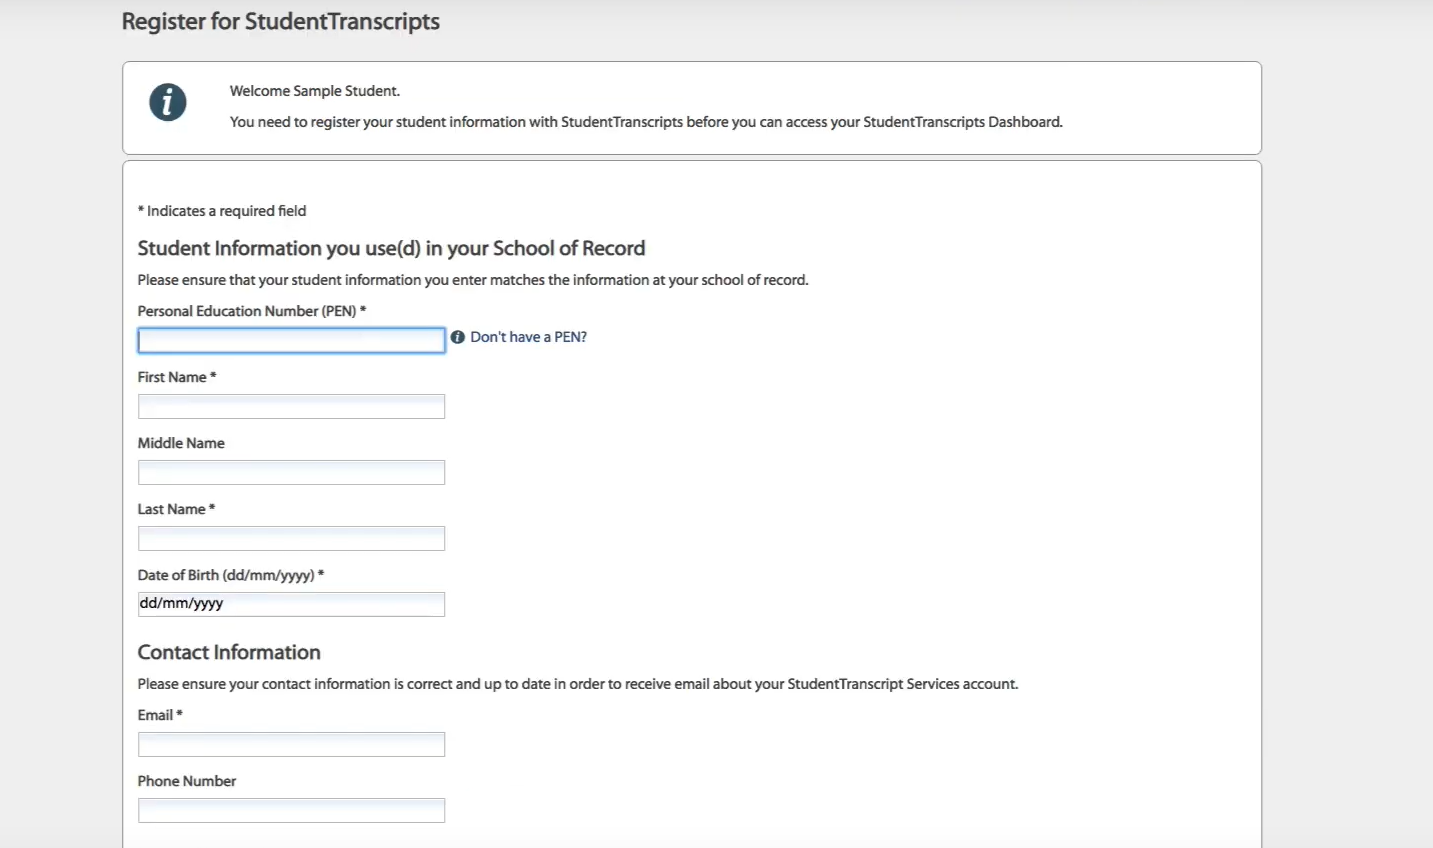 Register for StudentTranscripts
Welcome Sample Student.
You need to register your student information with StudentTranscripts before you can access your StudentTranscripts Dashboard.
* Indicates a required field
Student Information you use(d) in your School of Record
Please ensure that your student information you enter matches the information at your school of record.
Personal Education Number (PEN) *
Don't have a PEN?
First Name *
Middle Name
Last Name *
Date of Birth (dd/mm/yyyy) *
dd/mm/yyyy
Contact Information
Please ensure your contact information is correct and up to date in order to receive email about your StudentTranscript Services account.
Email *
Phone Number